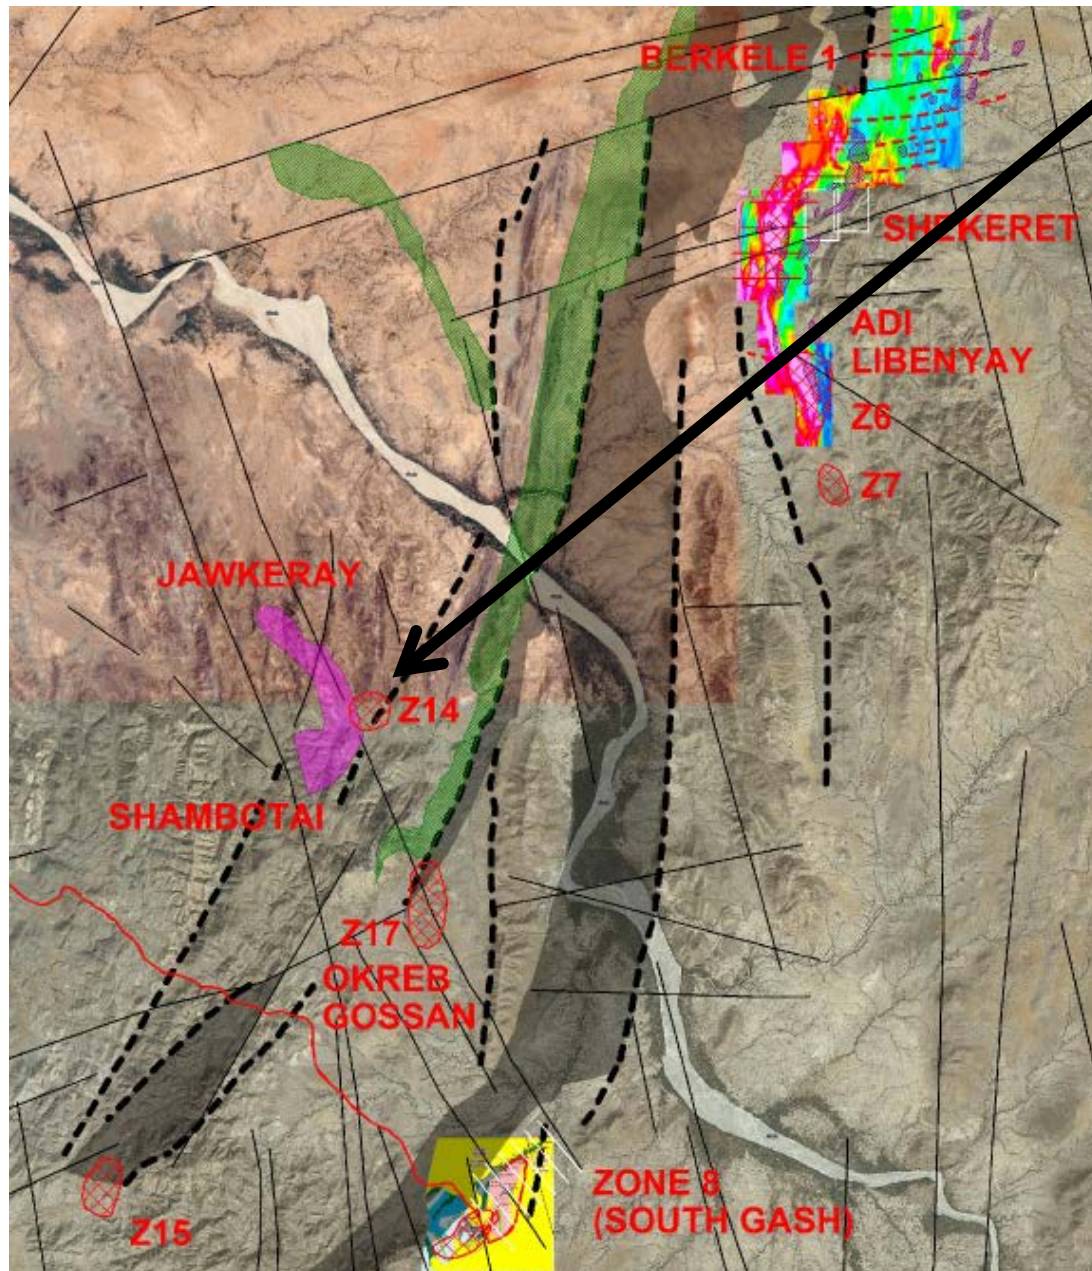 BERKELE 1
SHEKERET
ADI
LIBENYAY
Z6
Z7
JAWKERAY
Z14
SHAMBOTAI
Z17
OKREB
GOSSAN
ZONE 8
(SOUTH GASH)
Z15